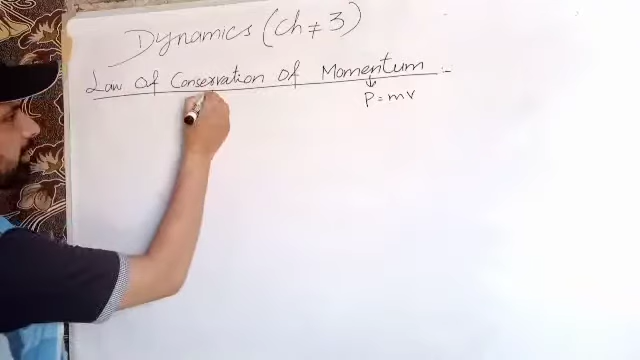 Dynamics (ch ≠ 3)
Law Of Conservation Of Momentum :-
P = mv